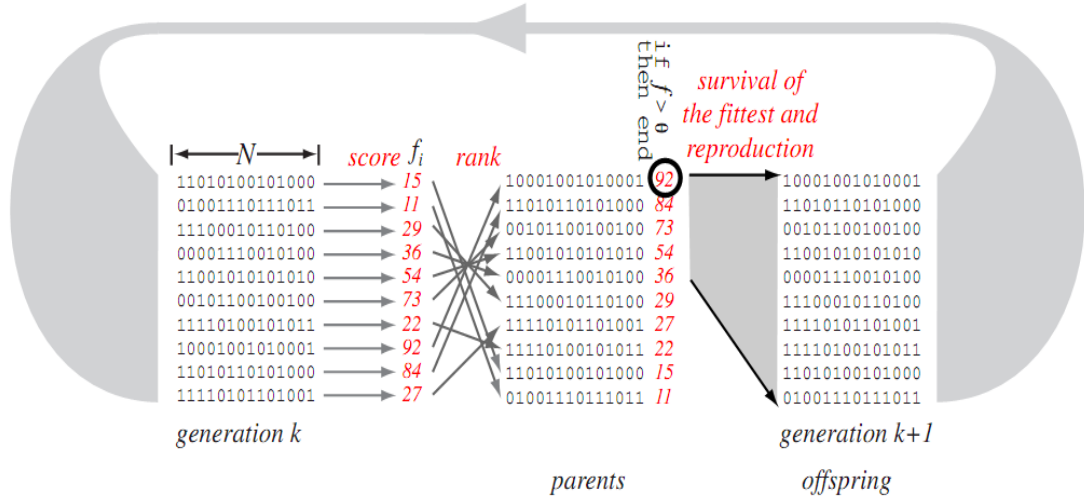 if f > θ
then end
survival of
the fittest and
reproduction
N
score f_i rank
11010100101000 15 10001001010001 92 10001001010001
01001110111011 11 11010110101000 84 11010110101000
11100010110100 29 00101100100100 73 00101100100100
00001110010100 36 11001010101010 54 11001010101010
11001010101010 54 00001110010100 36 00001110010100
00101100100100 73 11100010110100 29 11100010110100
11110100101011 22 11110101101001 27 11110101101001
10001001010001 92 11110100101011 22 11110100101011
11010110101000 84 11010100101000 15 11010100101000
11110101101001 27 01001110111011 11 01001110111011
generation k generation k+1
parents offspring